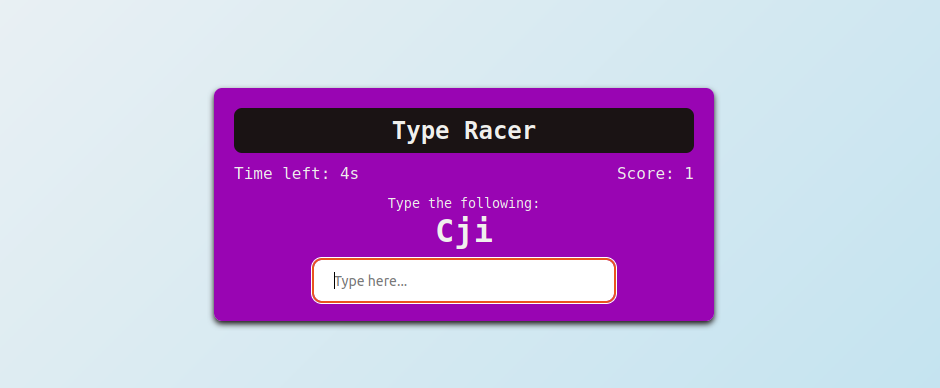 Type Racer
Time left: 4s Score: 1
Type the following:
Cji
Type here...